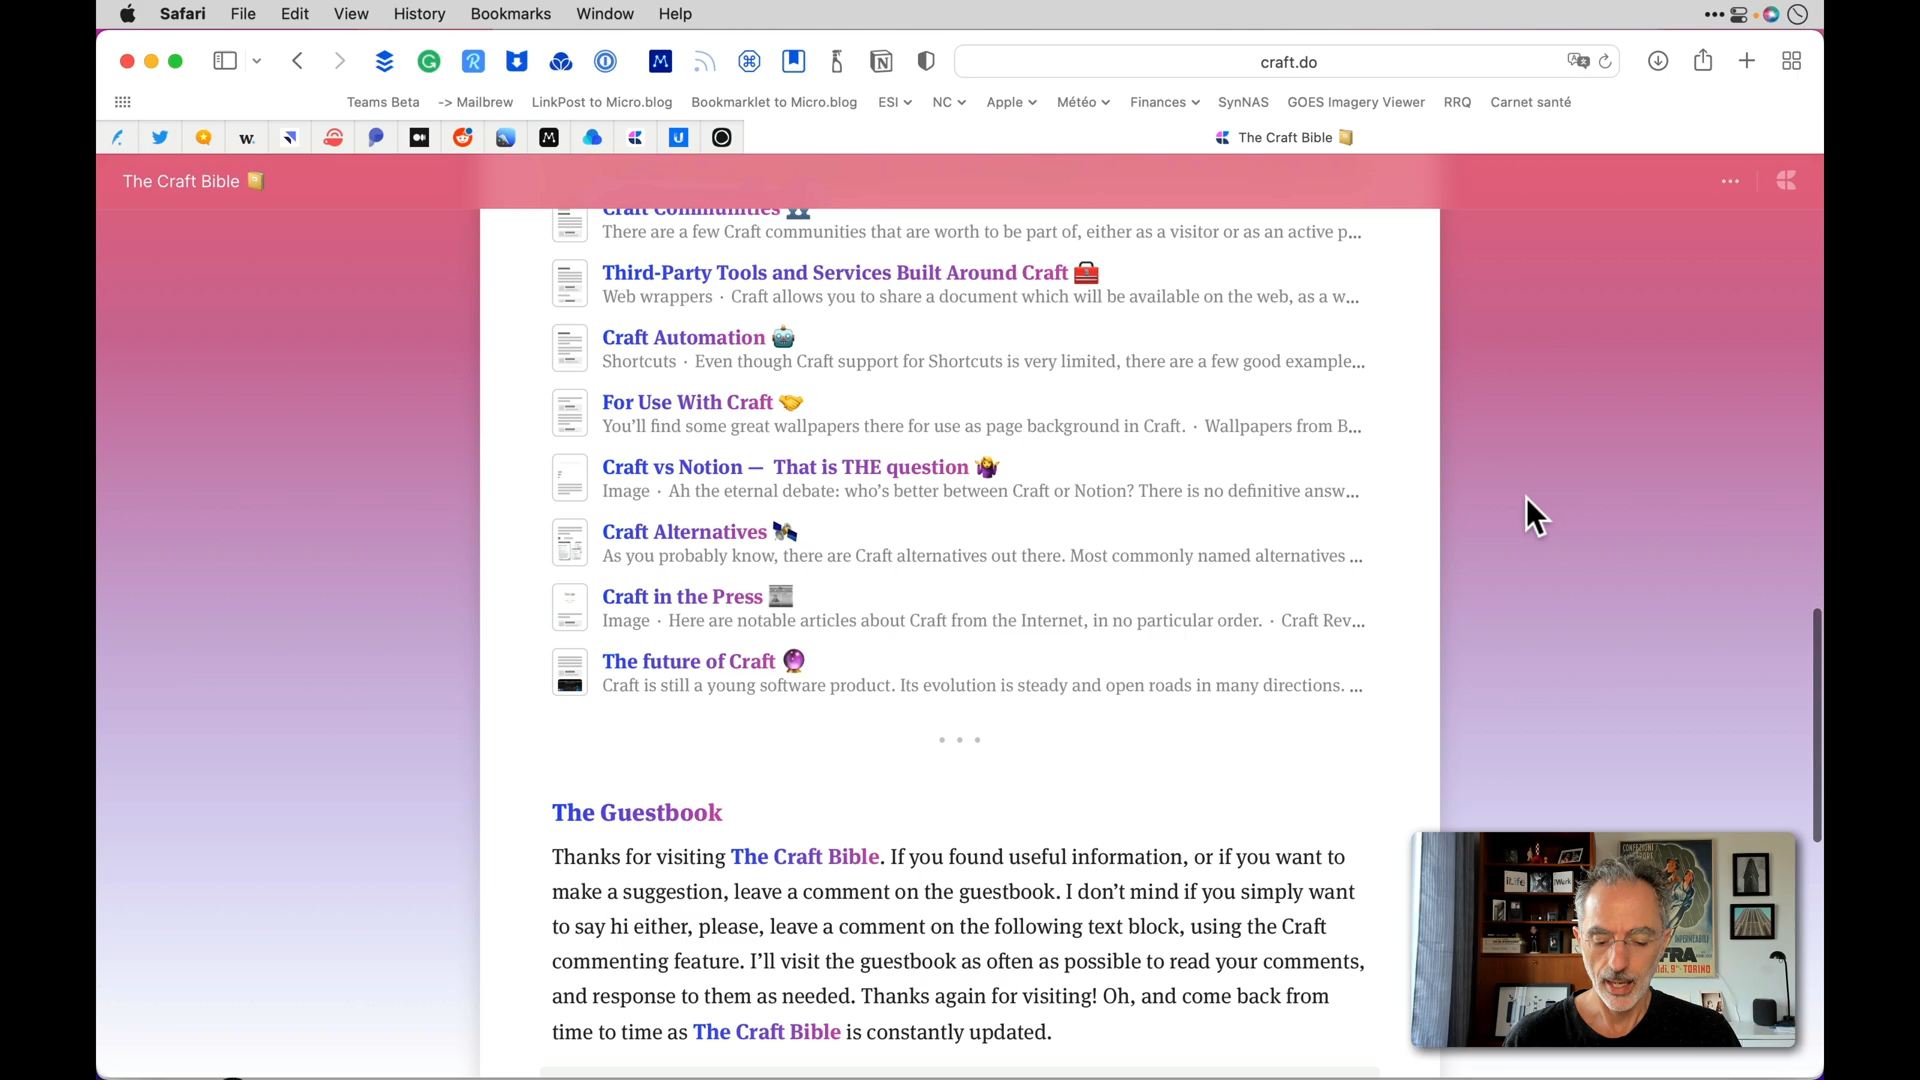 Safari File Edit View History Bookmarks Window Help
craft.do
Teams Beta -> Mailbrew LinkPost to Micro.blog Bookmarklet to Micro.blog ESI NC Apple Météo Finances SynNAS GOES Imagery Viewer RRQ Carnet santé
The Craft Bible
The Craft Bible
Craft Communities
There are a few Craft communities that are worth to be part of, either as a visitor or as an active p...
Third-Party Tools and Services Built Around Craft
Web wrappers · Craft allows you to share a document which will be available on the web, as a w...
Craft Automation
Shortcuts · Even though Craft support for Shortcuts is very limited, there are a few good example...
For Use With Craft
You'll find some great wallpapers there for use as page background in Craft. · Wallpapers from B...
Craft vs Notion — That is THE question
Image · Ah the eternal debate: who's better between Craft or Notion? There is no definitive answ...
Craft Alternatives
As you probably know, there are Craft alternatives out there. Most commonly named alternatives ...
Craft in the Press
Image · Here are notable articles about Craft from the Internet, in no particular order. · Craft Rev...
The future of Craft
Craft is still a young software product. Its evolution is steady and open roads in many directions. ...
The Guestbook
Thanks for visiting The Craft Bible. If you found useful information, or if you want to
make a suggestion, leave a comment on the guestbook. I don't mind if you simply want
to say hi either, please, leave a comment on the following text block, using the Craft
commenting feature. I'll visit the guestbook as often as possible to read your comments,
and response to them as needed. Thanks again for visiting! Oh, and come back from
time to time as The Craft Bible is constantly updated.
iLife
iWork